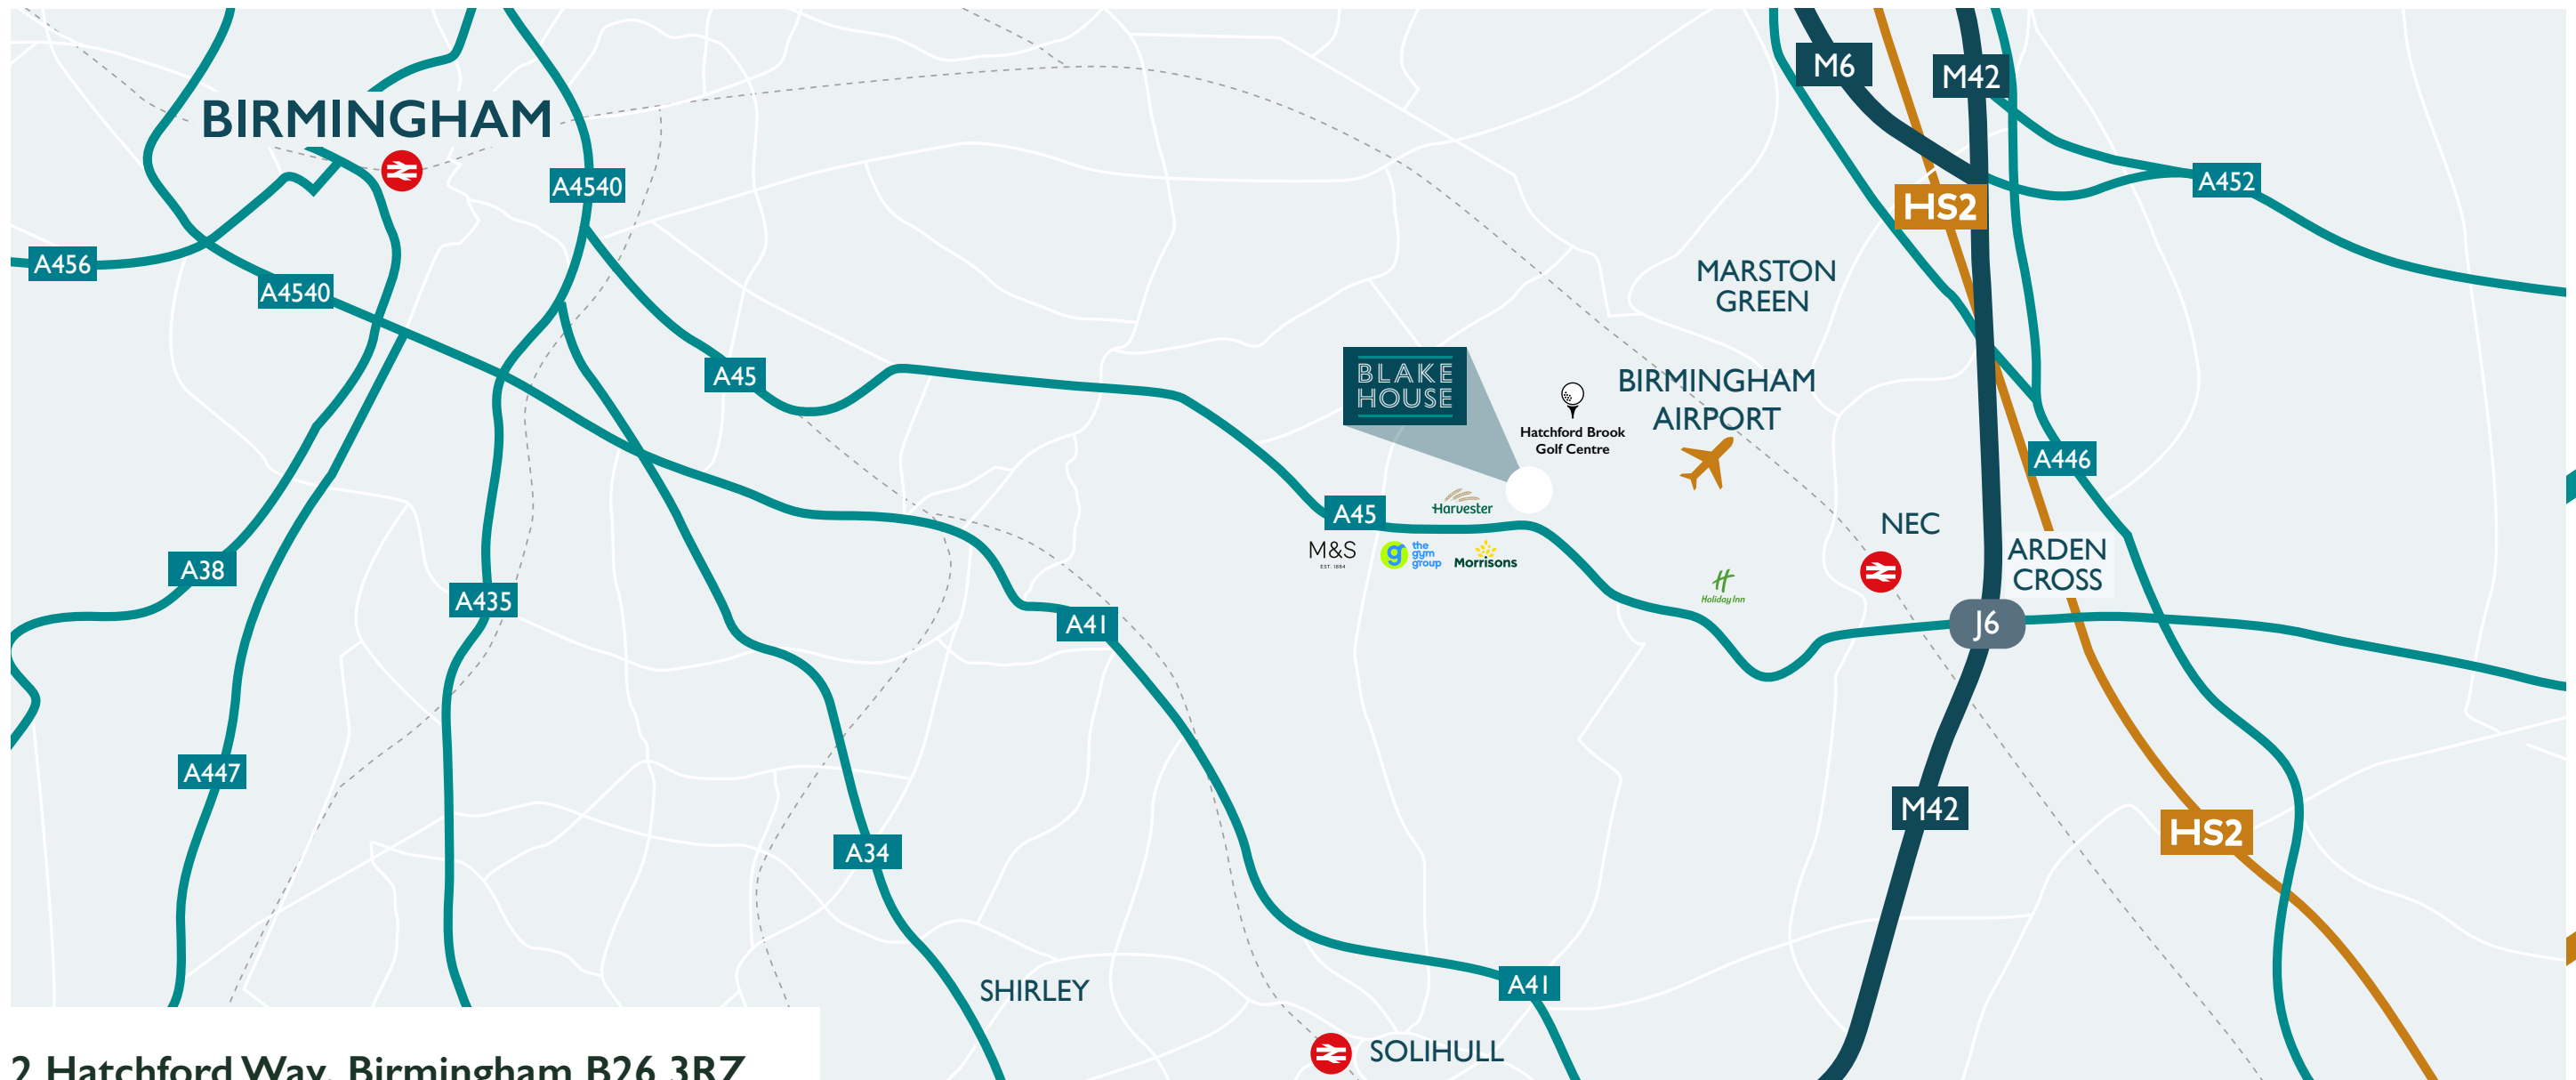 M6
M42
BIRMINGHAM
A4540
A452
HS2
A456
A4540
MARSTON
GREEN
A45
BLAKE
HOUSE
BIRMINGHAM
AIRPORT
Hatchford Brook
Golf Centre
A446
Harvester
A45
NEC
M&S
EST. 1884
g
the
gym
group
Morrisons
ARDEN
CROSS
A38
H
Holiday Inn
A435
A41
J6
A447
M42
HS2
A34
A41
SHIRLEY
SOLIHULL
2 Hatchford Way, Birmingham B26 3RZ